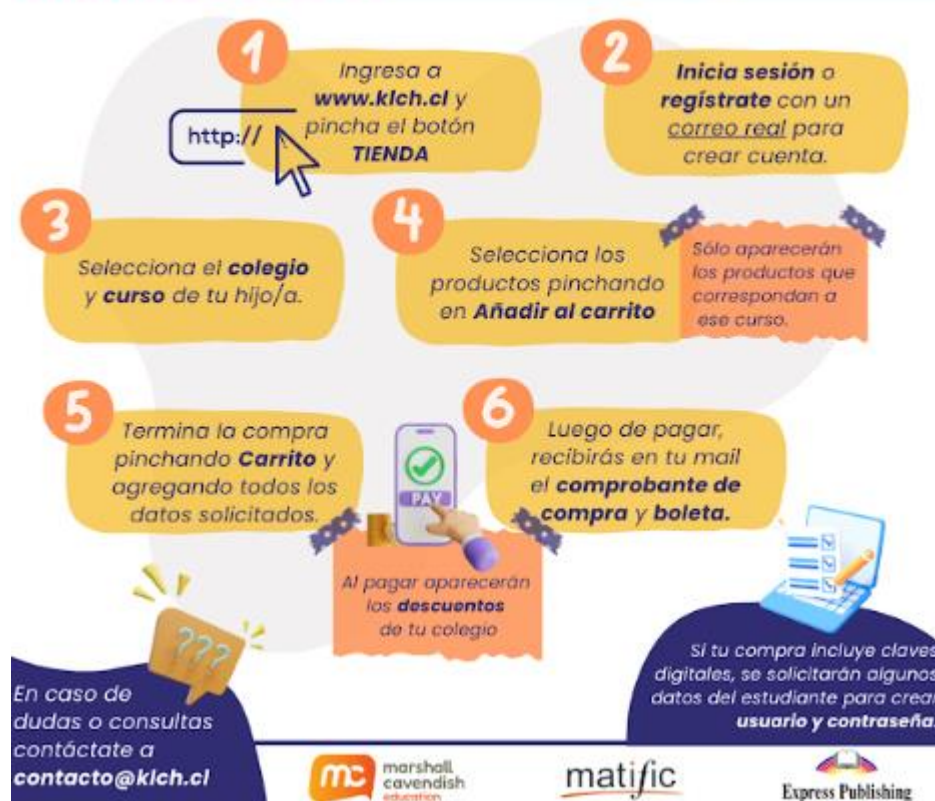 1
Ingresa a
www.klch.cl y
pincha el botón
TIENDA
http://
2
Inicia sesión o
regístrate con un
correo real para
crear cuenta.
3
Selecciona el colegio
y curso de tu hijo/a.
4
Selecciona los
productos pinchando
en Añadir al carrito
Sólo aparecerán
los productos que
correspondan a
ese curso.
5
Termina la compra
pinchando Carrito y
agregando todos los
datos solicitados.
PAY
Al pagar aparecerán
los descuentos
de tu colegio
6
Luego de pagar,
recibirás en tu mail
el comprobante de
compra y boleta.
???
En caso de
dudas o consultas
contáctate a
contacto@klch.cl
Si tu compra incluye claves
digitales, se solicitarán algunos
datos del estudiante para crear
usuario y contraseña.
mc marshall
cavendish
education
matific
Express Publishing